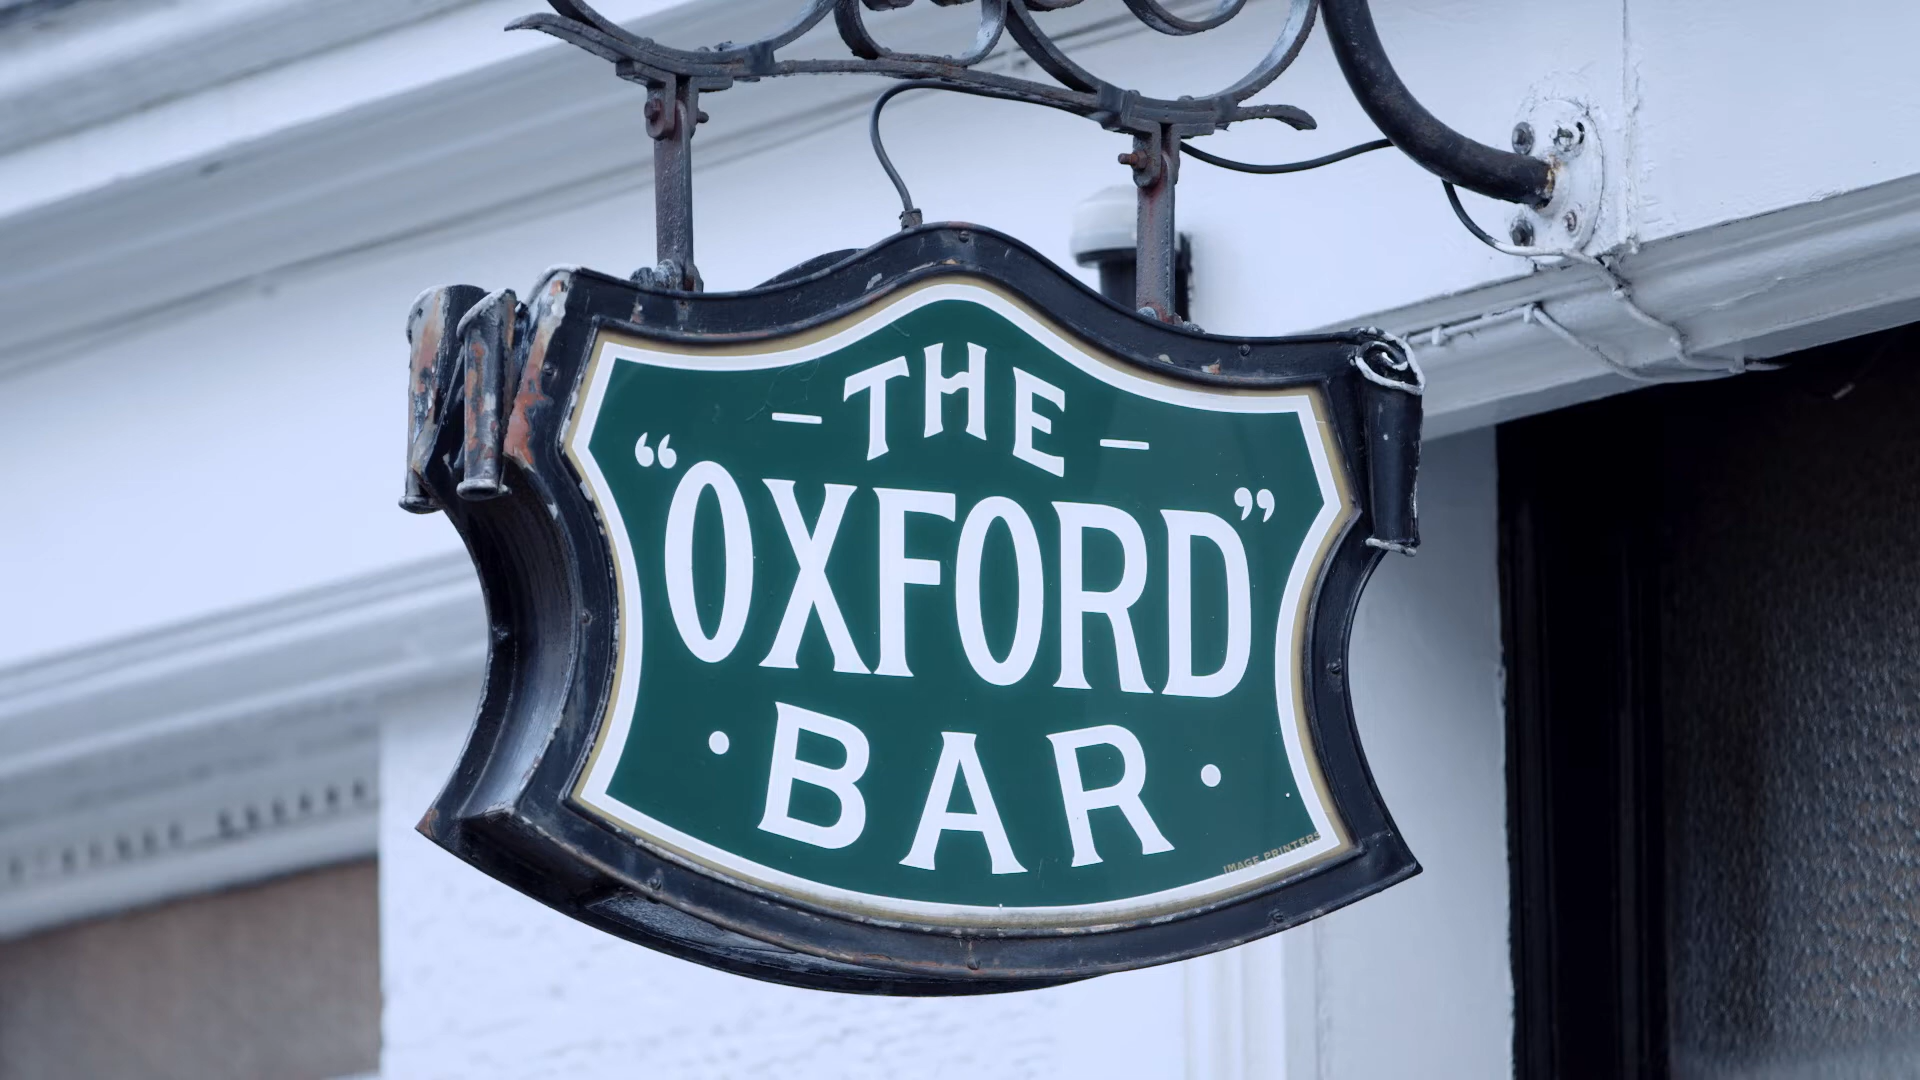 – THE –
“OXFORD”
· BAR ·
IMAGE PRINTERS